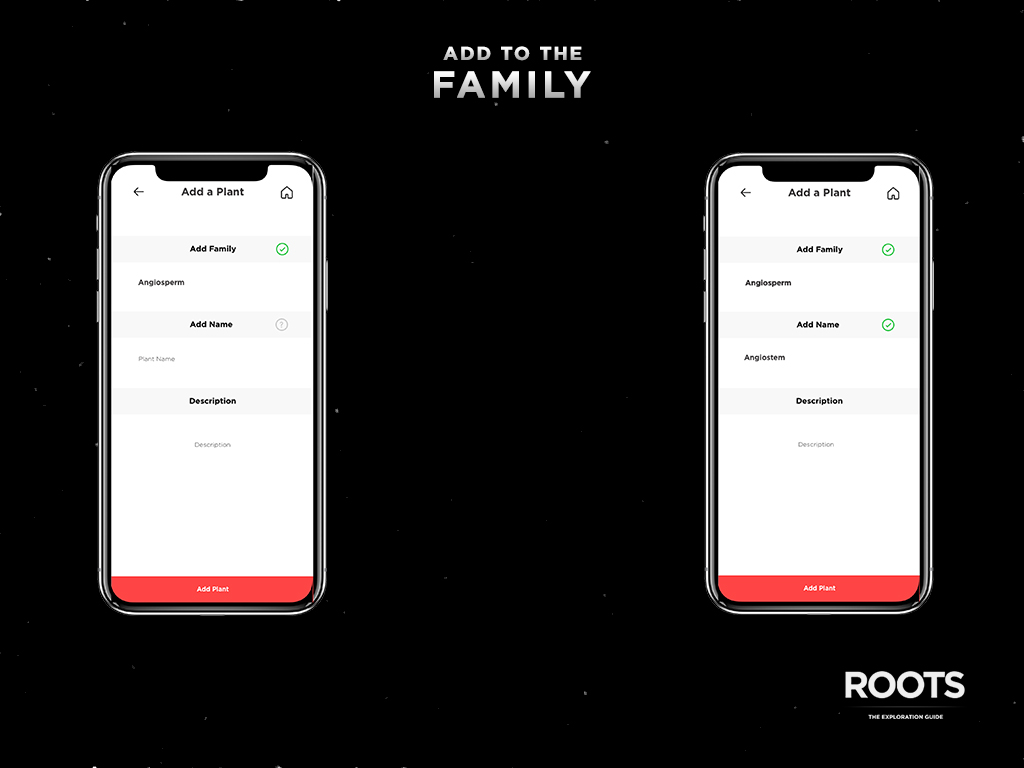 ADD TO THE
FAMILY
Add a Plant
Add Family
Angiosperm
Add Name
?
Plant Name
Description
Description
Add Plant
Add a Plant
Add Family
Angiosperm
Add Name
Angiostem
Description
Description
Add Plant
ROOTS
THE EXPLORATION GUIDE